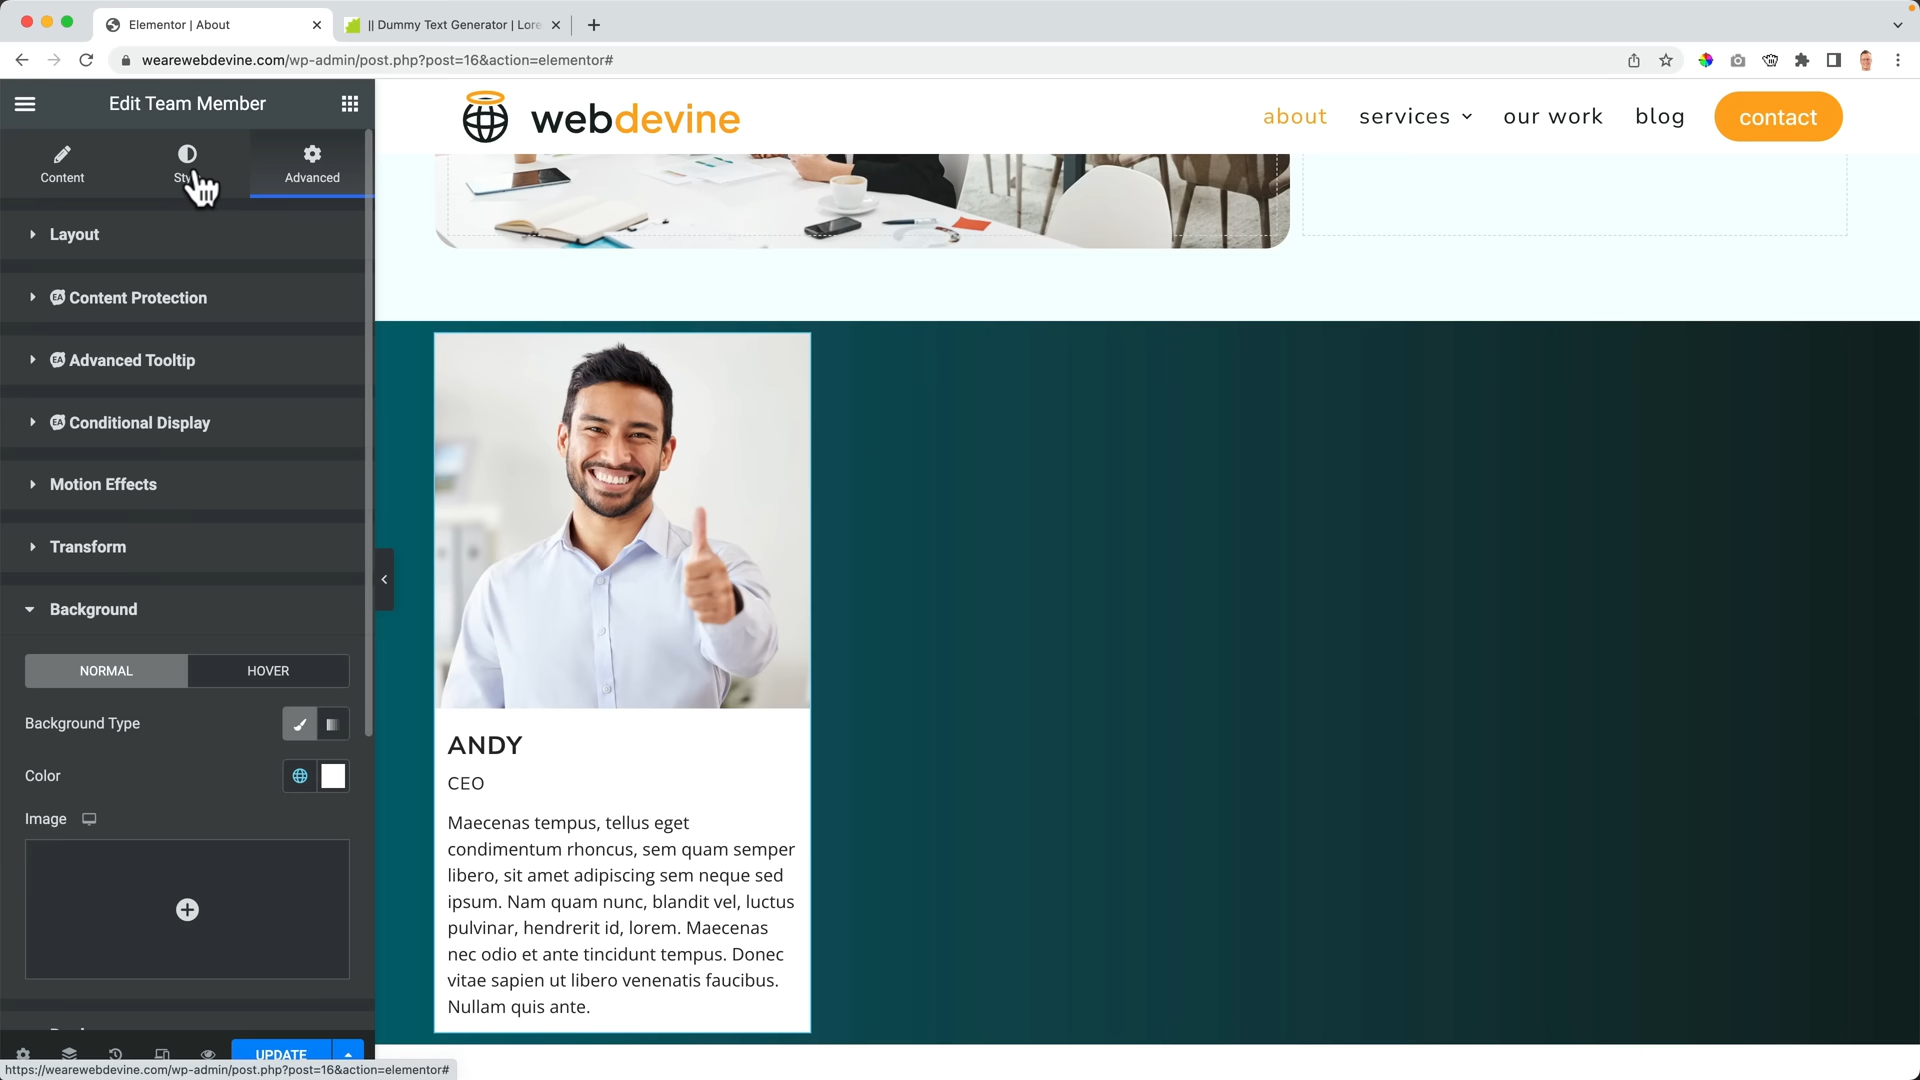 Elementor | About
|| Dummy Text Generator | Lore
wearewebdevine.com/wp-admin/post.php?post=16&action=elementor#
Edit Team Member
webdevine
about
services
our work
blog
contact
Content
Advanced
Layout
EA Content Protection
EA Advanced Tooltip
EA Conditional Display
Motion Effects
Transform
Background
NORMAL
HOVER
Background Type
Color
Image
UPDATE
ANDY
CEO
Maecenas tempus, tellus eget
condimentum rhoncus, sem quam semper
libero, sit amet adipiscing sem neque sed
ipsum. Nam quam nunc, blandit vel, luctus
pulvinar, hendrerit id, lorem. Maecenas
nec odio et ante tincidunt tempus. Donec
vitae sapien ut libero venenatis faucibus.
Nullam quis ante.
https://wearewebdevine.com/wp-admin/post.php?post=16&action=elementor#